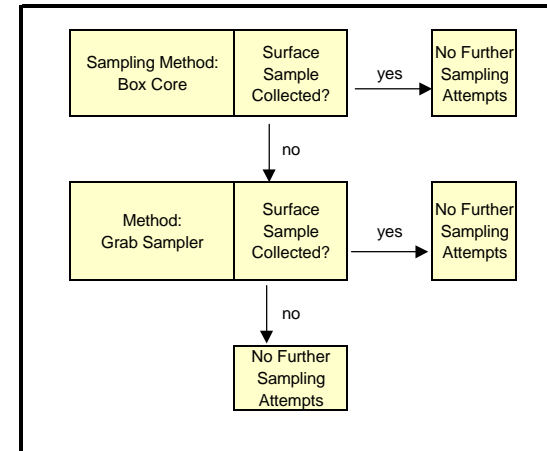 Sampling Method:
Box Core
Surface
Sample
Collected?
yes
No Further
Sampling
Attempts
no
Method:
Grab Sampler
Surface
Sample
Collected?
yes
No Further
Sampling
Attempts
no
No Further
Sampling
Attempts